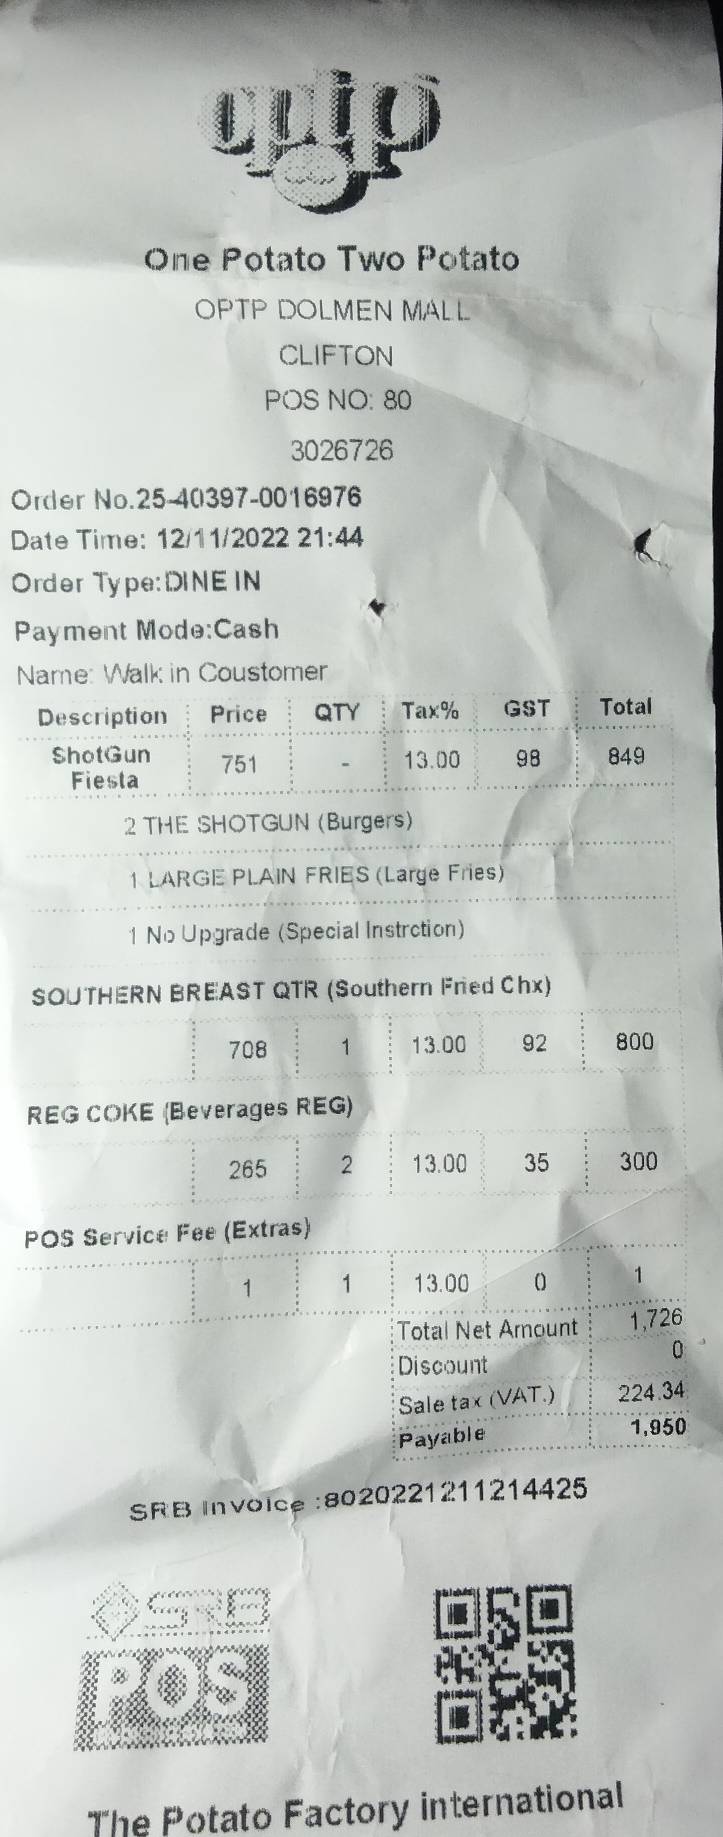 optp
One Potato Two Potato
OPTP DOLMEN MALL
CLIFTON
POS NO: 80
3026726
Order No.25-40397-0016976
Date Time: 12/11/2022 21:44
Order Type:DINE IN
Payment Mode:Cash
Name: Walk in Coustomer
Description Price QTY Tax% GST Total
ShotGun Fiesta 751 - 13.00 98 849
2 THE SHOTGUN (Burgers)
1 LARGE PLAIN FRIES (Large Fries)
1 No Upgrade (Special Instrction)
SOUTHERN BREAST QTR (Southern Fried Chx)
708 1 13.00 92 800
REG COKE (Beverages REG)
265 2 13.00 35 300
POS Service Fee (Extras)
1 1 13.00 0 1
Total Net Amount 1,726
Discount 0
Sale tax (VAT.) 224.34
Payable 1,950
SRB Invoice :8020221211214425
SRB
POS
The Potato Factory international